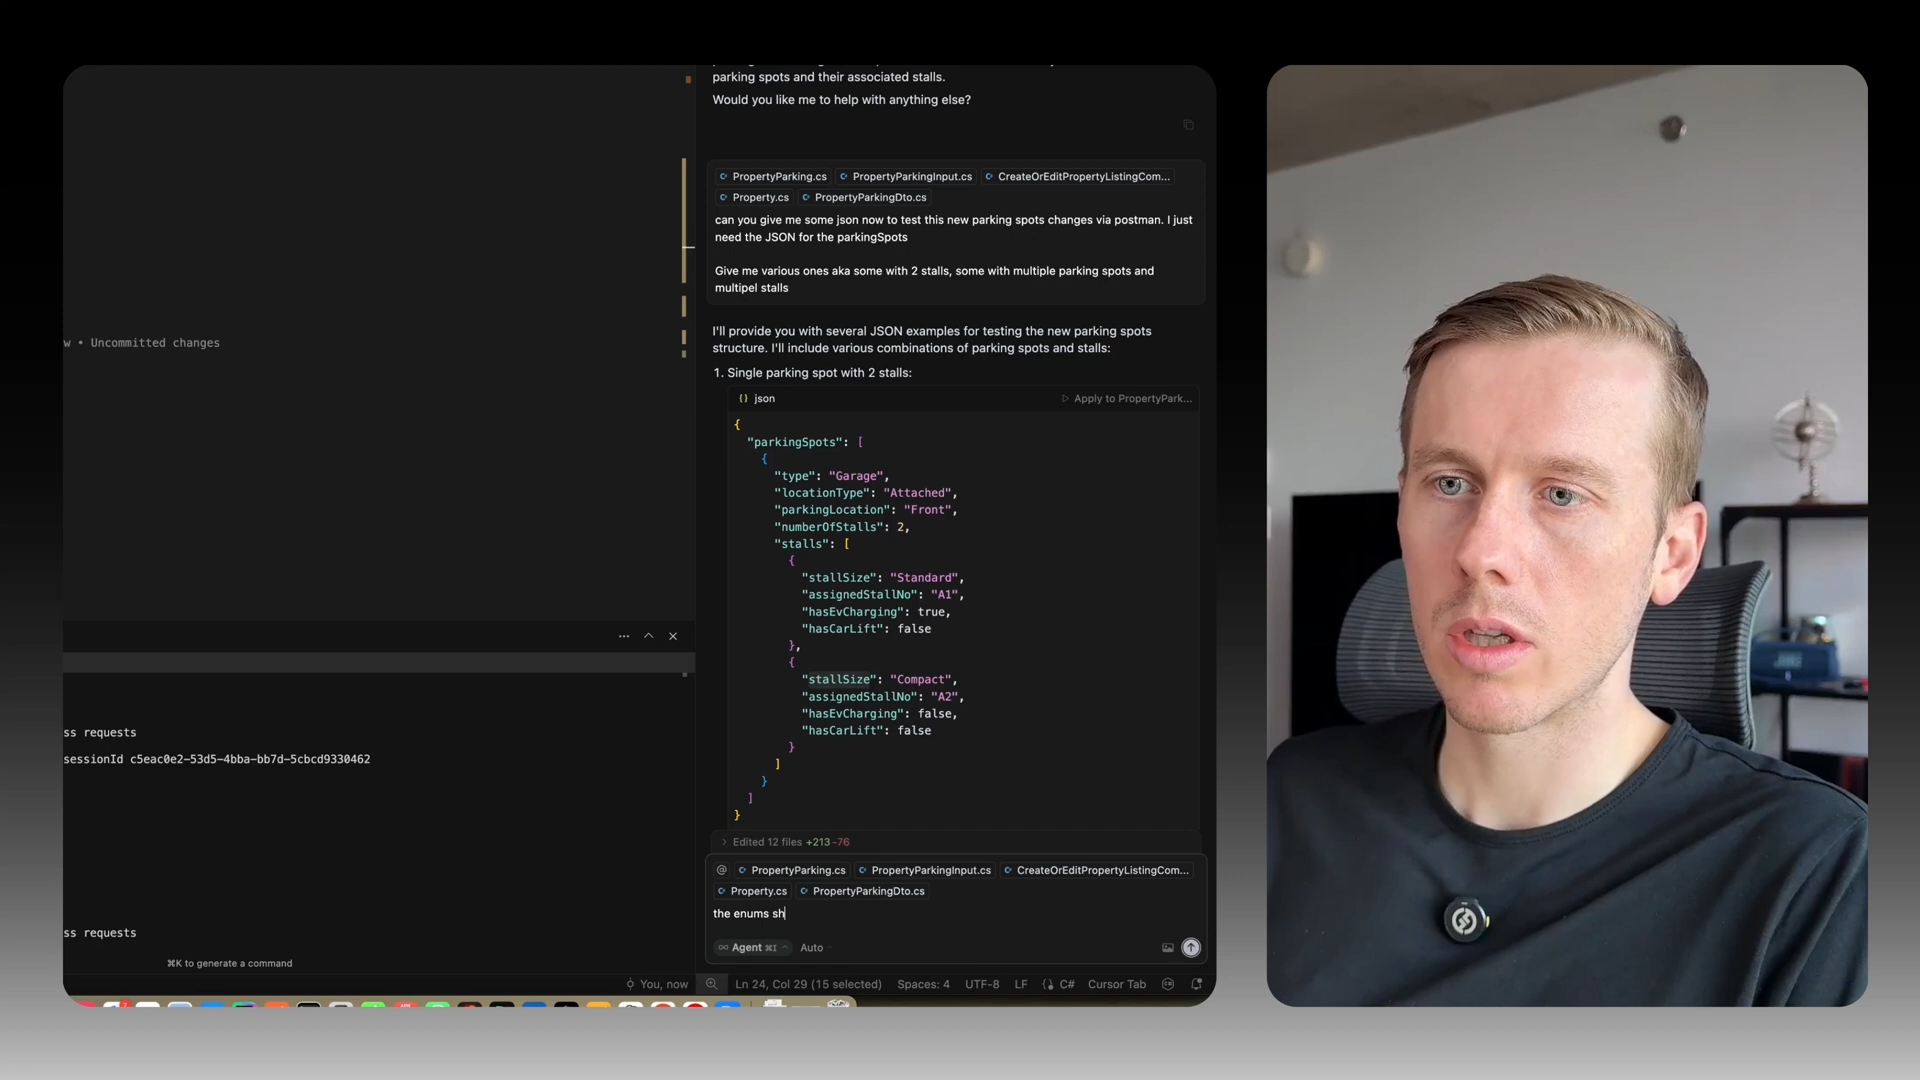 parking spots and their associated stalls.
Would you like me to help with anything else?
PropertyParking.cs PropertyParkingInput.cs CreateOrEditPropertyListingCom...
Property.cs PropertyParkingDto.cs
can you give me some json now to test this new parking spots changes via postman. I just
need the JSON for the parkingSpots
Give me various ones aka some with 2 stalls, some with multiple parking spots and
multipel stalls
w • Uncommitted changes
I'll provide you with several JSON examples for testing the new parking spots
structure. I'll include various combinations of parking spots and stalls:
1. Single parking spot with 2 stalls:
{} json Apply to PropertyPark...
{
"parkingSpots": [
{
"type": "Garage",
"locationType": "Attached",
"parkingLocation": "Front",
"numberOfStalls": 2,
"stalls": [
{
"stallSize": "Standard",
"assignedStallNo": "A1",
"hasEvCharging": true,
"hasCarLift": false
},
{
"stallSize": "Compact",
"assignedStallNo": "A2",
"hasEvCharging": false,
"hasCarLift": false
}
]
}
]
}
ss requests
sessionId c5eac0e2-53d5-4bba-bb7d-5cbcd9330462
ss requests
⌘K to generate a command
Edited 12 files +213 -76
@ PropertyParking.cs PropertyParkingInput.cs CreateOrEditPropertyListingCom...
Property.cs PropertyParkingDto.cs
the enums sh
∞ Agent ⌘I Auto
You, now Ln 24, Col 29 (15 selected) Spaces: 4 UTF-8 LF C# Cursor Tab